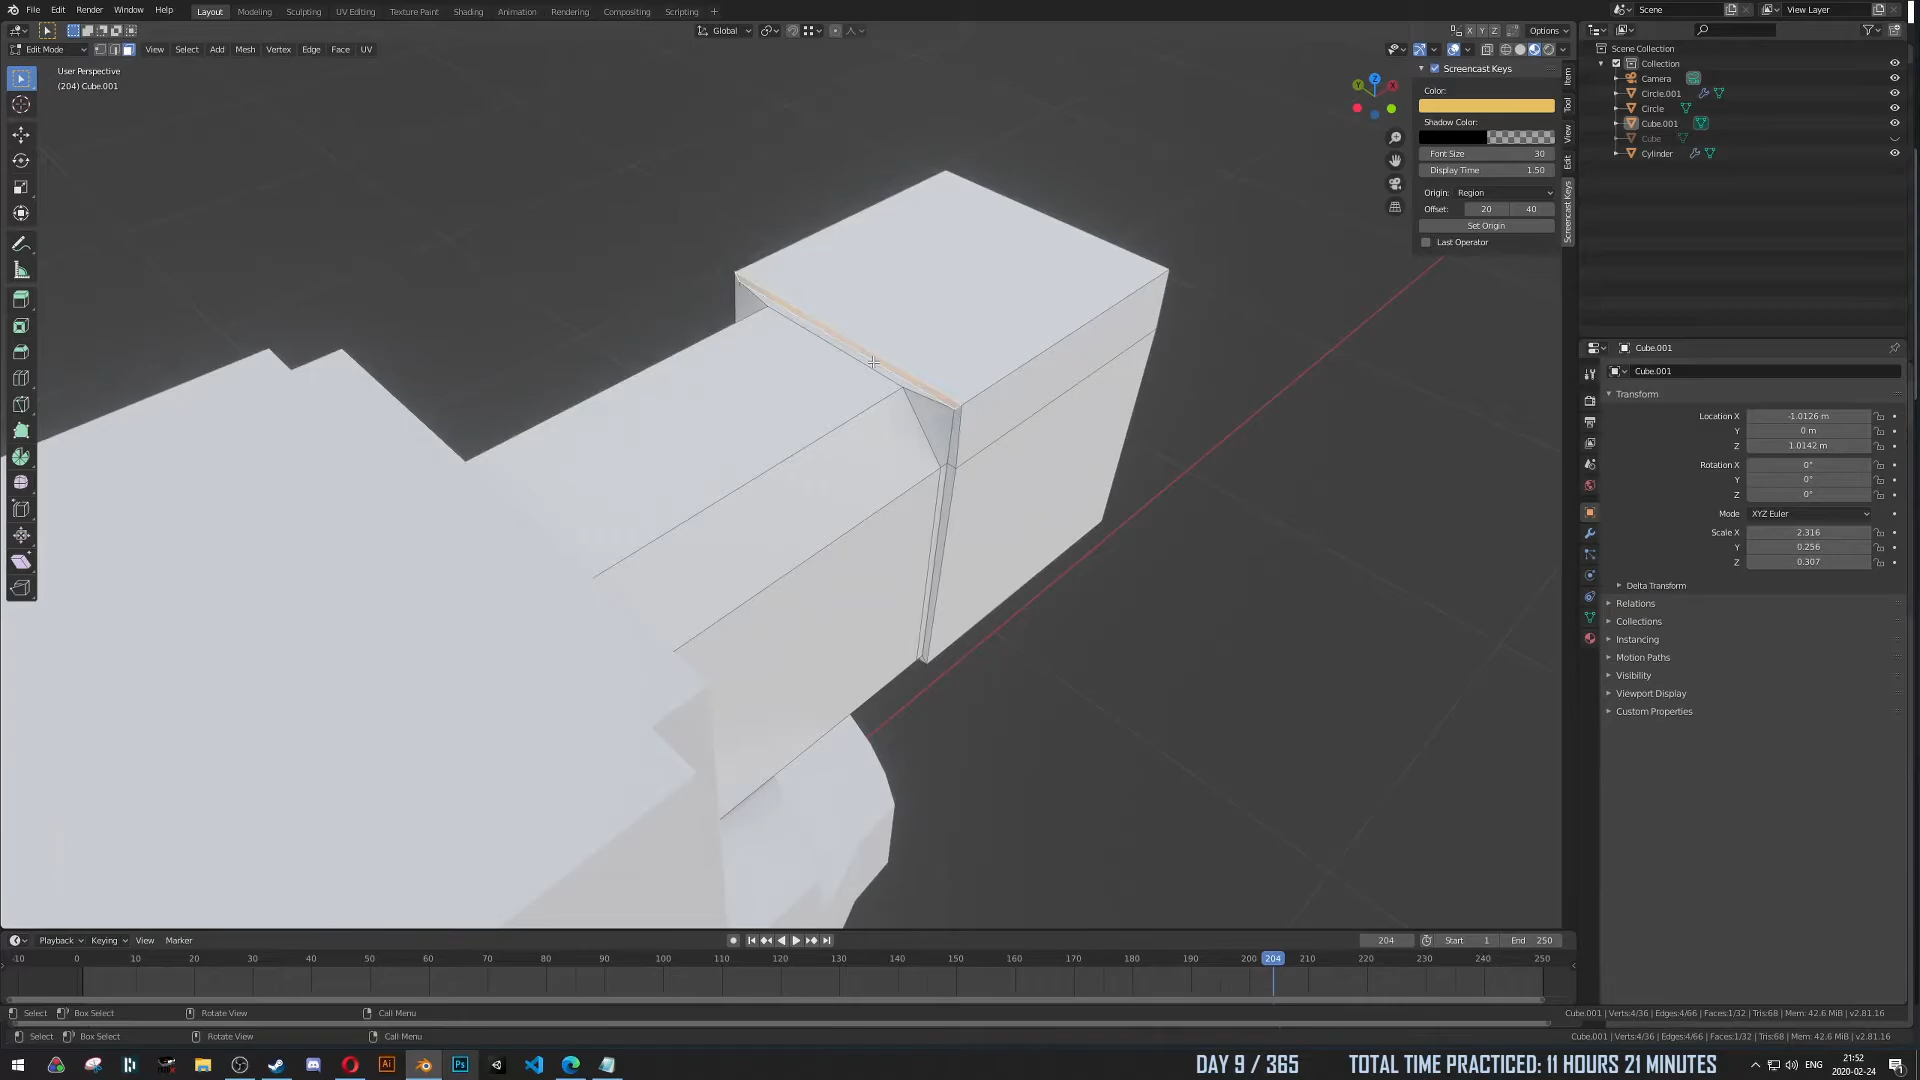 File Edit Render Window Help Layout Modeling Sculpting UV Editing Texture Paint Shading Animation Rendering Compositing Scripting + Scene View Layer
Global Options
Edit Mode View Select Add Mesh Vertex Edge Face UV X Y Z
User Perspective
(204) Cube.001
Screencast Keys
Color:
Shadow Color:
Font Size 30
Display Time 1.50
Origin: Region
Offset: 20 40
Set Origin
Last Operator
Item
Tool
View
Edit
Screencast Keys
Scene Collection
Collection
Camera
Circle.001
Circle
Cube.001
Cube
Cylinder
Cube.001
Cube.001
Transform
Location X -1.0126 m
Y 0 m
Z 1.0142 m
Rotation X 0°
Y 0°
Z 0°
Mode XYZ Euler
Scale X 2.316
Y 0.256
Z 0.307
Delta Transform
Relations
Collections
Instancing
Motion Paths
Visibility
Viewport Display
Custom Properties
Playback Keying View Marker 204 Start 1 End 250
-10 0 10 20 30 40 50 60 70 80 90 100 110 120 130 140 150 160 170 180 190 200 204 210 220 230 240 250
Select Box Select Rotate View Call Menu Cube.001 | Verts:4/36 | Edges:4/66 | Faces:1/32 | Tris:68 | Mem: 42.6 MiB | v2.81.16
Select Box Select Rotate View Call Menu Cube.001 | Verts:4/36 | Edges:4/66 | Faces:1/32 | Tris:68 | Mem: 42.6 MiB | v2.81.16
DAY 9 / 365 TOTAL TIME PRACTICED: 11 HOURS 21 MINUTES
ENG
21:52
2020-02-24